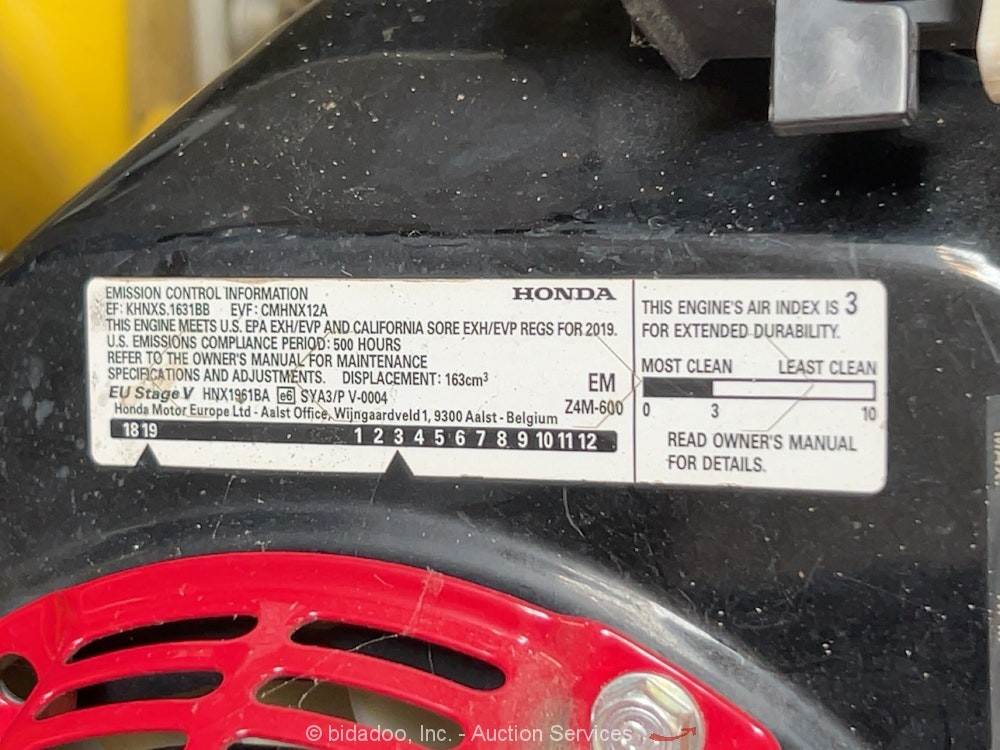 EMISSION CONTROL INFORMATION
HONDA
EF: KHNXS.1631BB EVF: CMHNX12A
THIS ENGINE MEETS U.S. EPA EXH/EVP AND CALIFORNIA SORE EXH/EVP REGS FOR 2019.
U.S. EMISSIONS COMPLIANCE PERIOD: 500 HOURS
REFER TO THE OWNER'S MANUAL FOR MAINTENANCE
SPECIFICATIONS AND ADJUSTMENTS. DISPLACEMENT: 163cm³
EM
EU Stage V HNX1961BA e6 SYA3/P V-0004
Z4M-600
Honda Motor Europe Ltd - Aalst Office, Wijngaardveld 1, 9300 Aalst - Belgium
18 19 1 2 3 4 5 6 7 8 9 10 11 12
THIS ENGINE'S AIR INDEX IS 3
FOR EXTENDED DURABILITY.
MOST CLEAN LEAST CLEAN
0 3 10
READ OWNER'S MANUAL
FOR DETAILS.
© bidadoo, Inc. - Auction Services